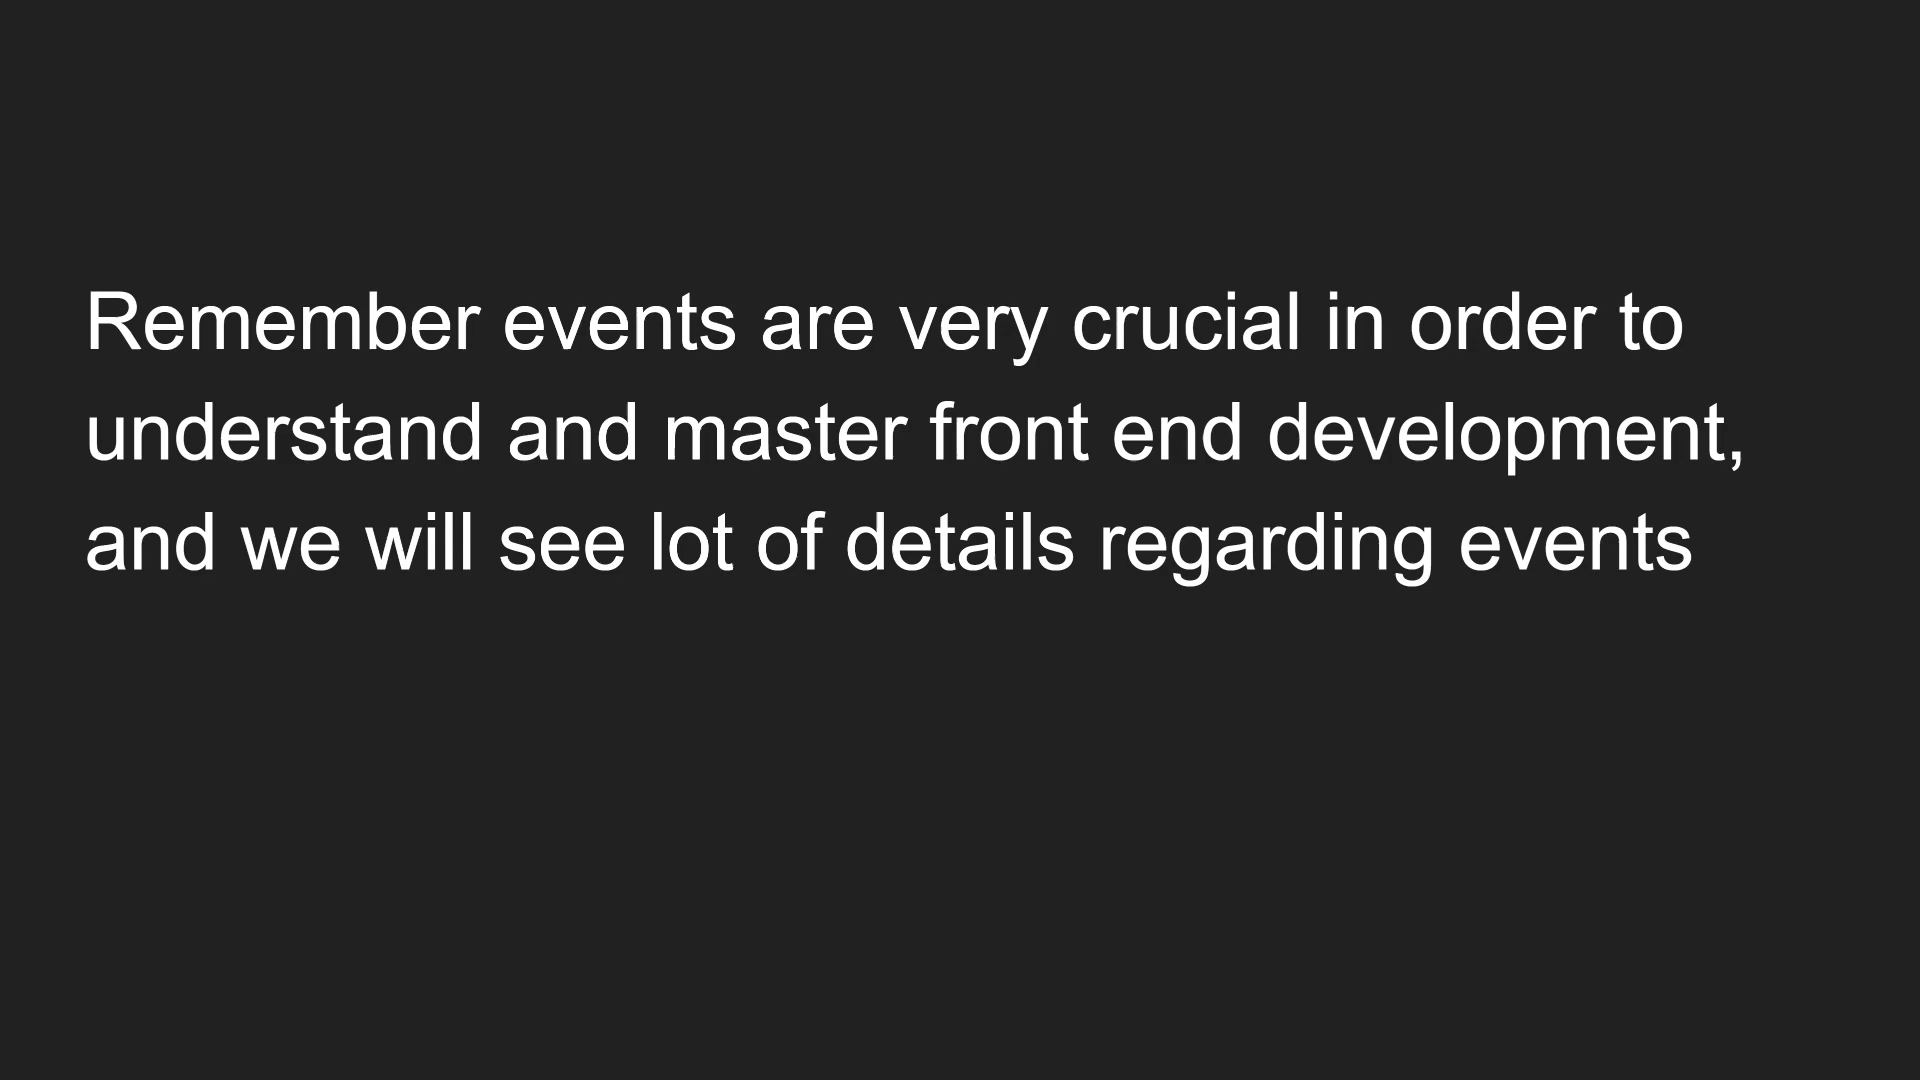 Remember events are very crucial in order to
understand and master front end development,
and we will see lot of details regarding events